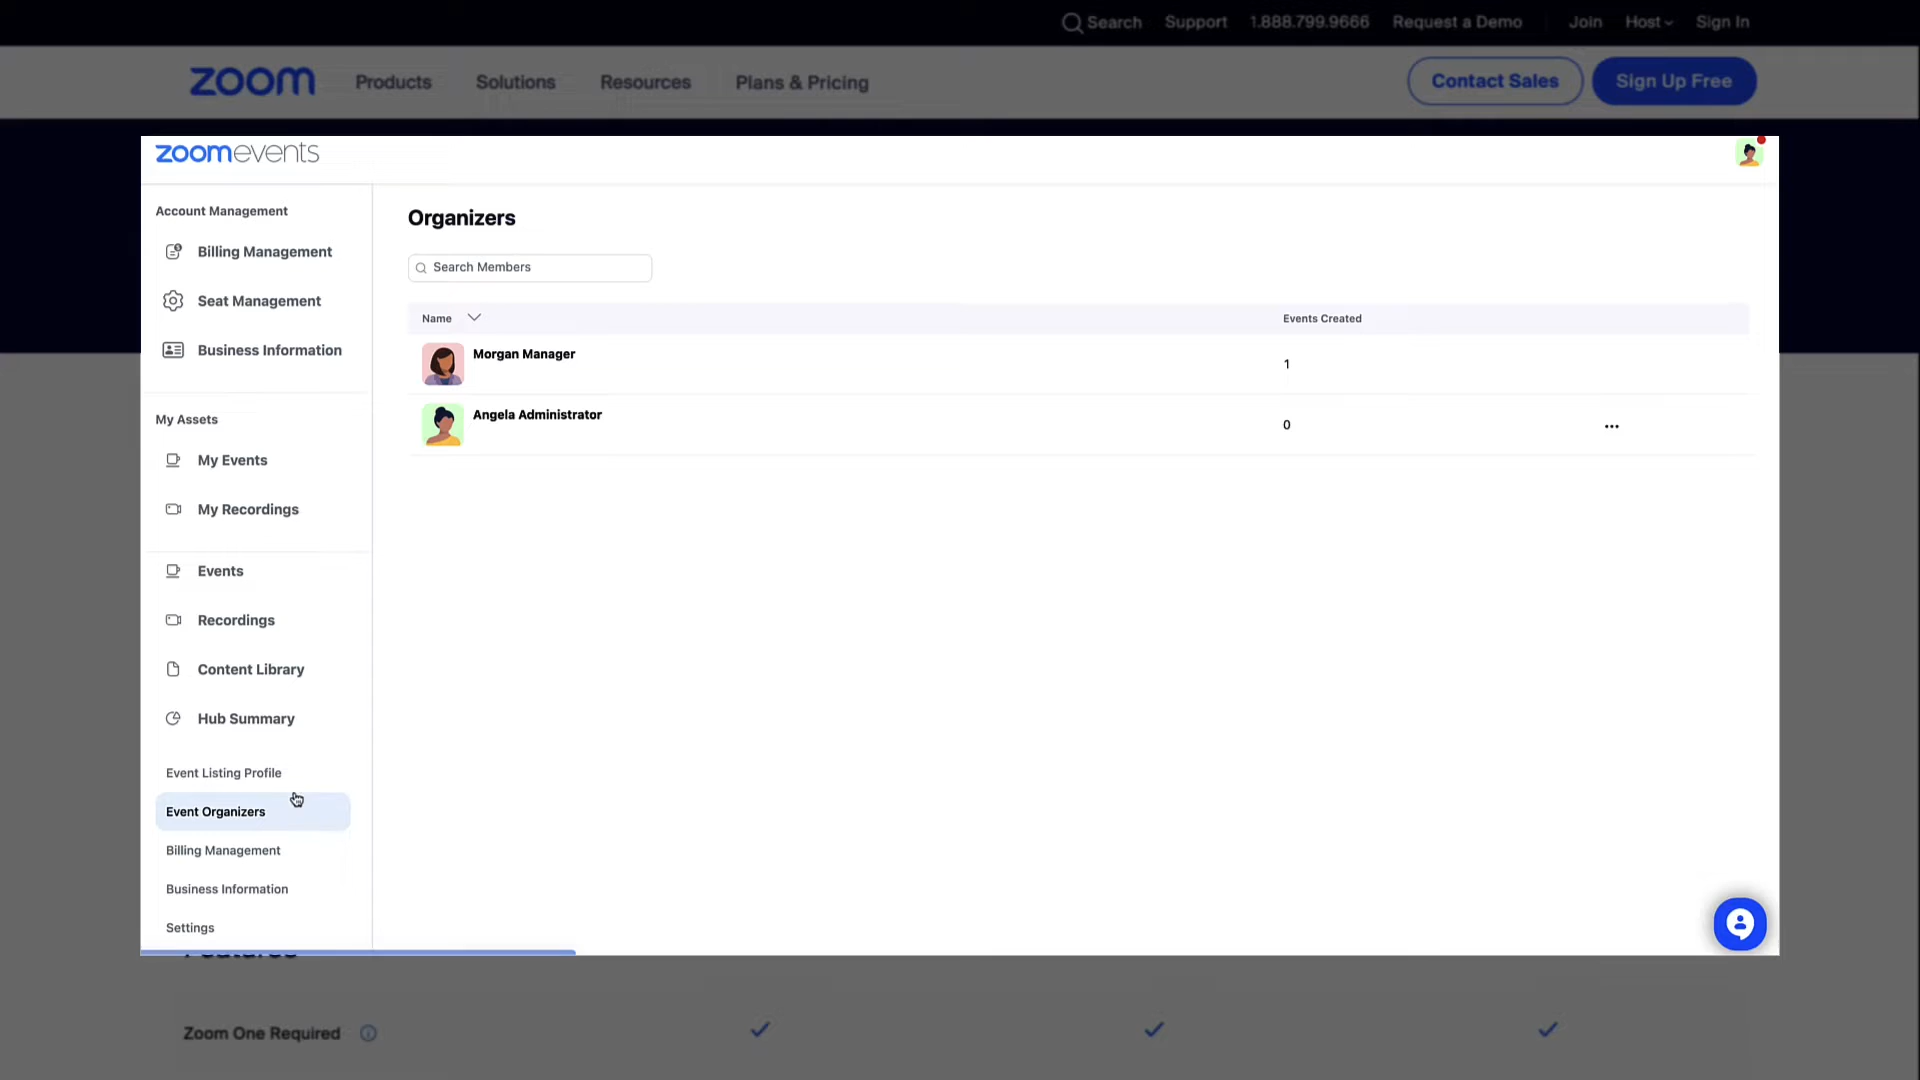 Search Support 1.888.799.9666 Request a Demo Join Host Sign In
zoom Products Solutions Resources Plans & Pricing Contact Sales Sign Up Free
zoomevents
Account Management
Billing Management
Seat Management
Business Information
My Assets
My Events
My Recordings
Events
Recordings
Content Library
Hub Summary
Event Listing Profile
Event Organizers
Billing Management
Business Information
Settings
Organizers
Search Members
Name Events Created
Morgan Manager
1
Angela Administrator
0
Zoom One Required